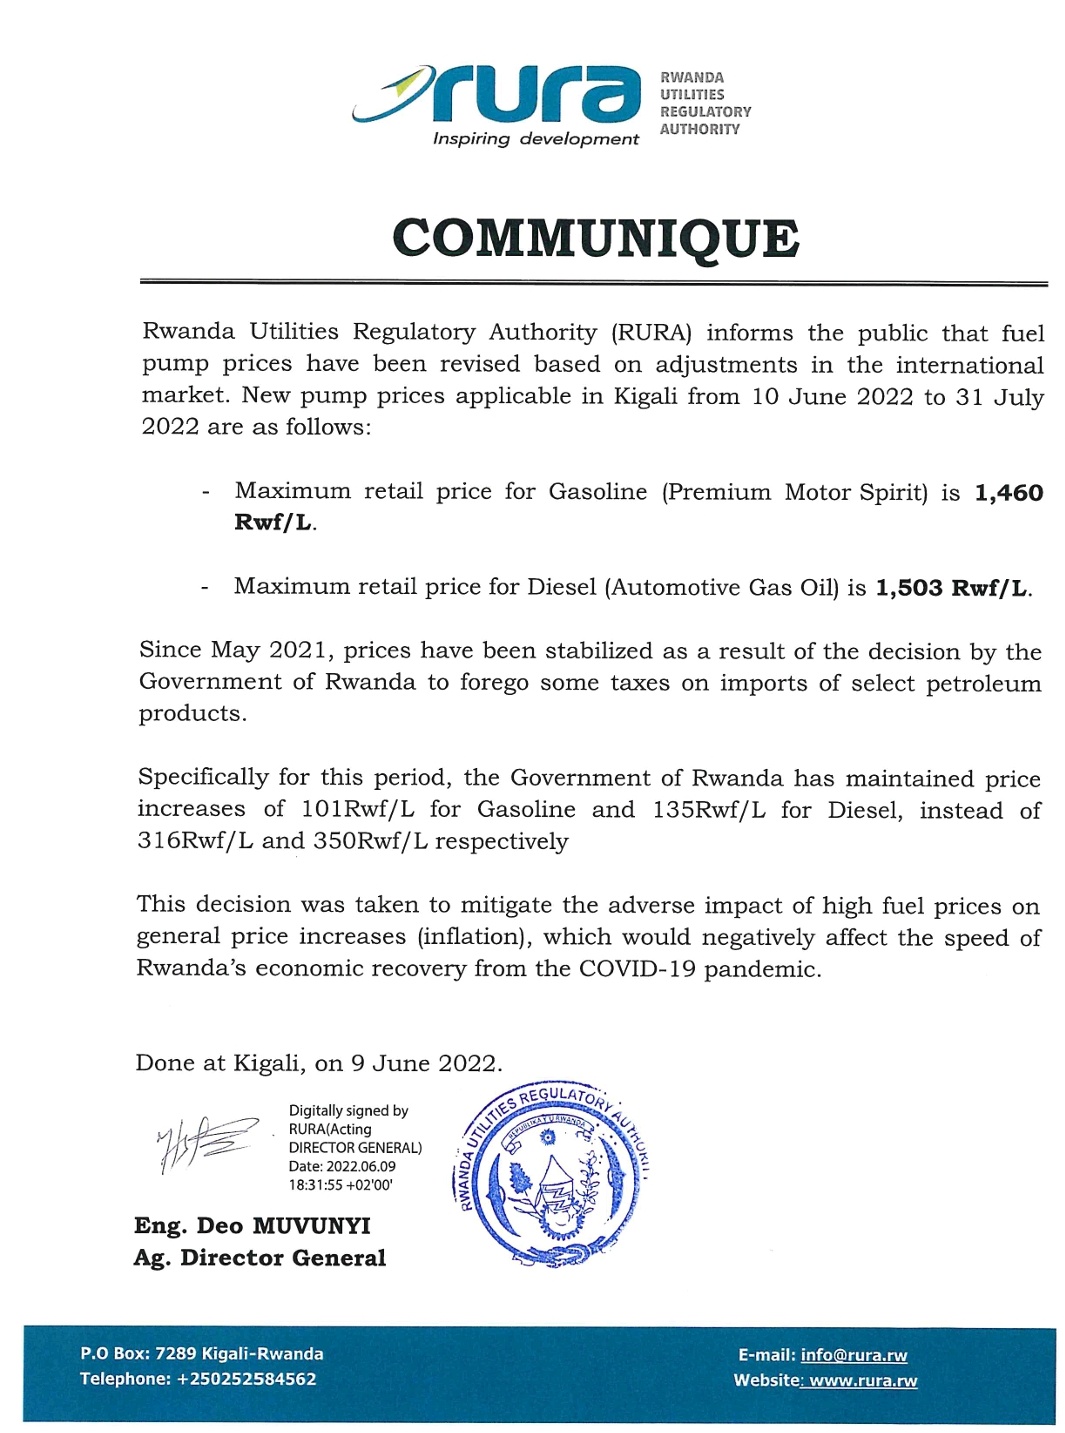 rura
Inspiring development
RWANDA
UTILITIES
REGULATORY
AUTHORITY
COMMUNIQUE
Rwanda Utilities Regulatory Authority (RURA) informs the public that fuel
pump prices have been revised based on adjustments in the international
market. New pump prices applicable in Kigali from 10 June 2022 to 31 July
2022 are as follows:
- Maximum retail price for Gasoline (Premium Motor Spirit) is 1,460
Rwf/L.
- Maximum retail price for Diesel (Automotive Gas Oil) is 1,503 Rwf/L.
Since May 2021, prices have been stabilized as a result of the decision by the
Government of Rwanda to forego some taxes on imports of select petroleum
products.
Specifically for this period, the Government of Rwanda has maintained price
increases of 101Rwf/L for Gasoline and 135Rwf/L for Diesel, instead of
316Rwf/L and 350Rwf/L respectively
This decision was taken to mitigate the adverse impact of high fuel prices on
general price increases (inflation), which would negatively affect the speed of
Rwanda's economic recovery from the COVID-19 pandemic.
Done at Kigali, on 9 June 2022.
Digitally signed by
RURA(Acting
DIRECTOR GENERAL)
Date: 2022.06.09
18:31:55 +02'00'
RWANDA UTILITIES REGULATORY AUTHORITY
REPUBLIKA Y'U RWANDA
Eng. Deo MUVUNYI
Ag. Director General
P.O Box: 7289 Kigali-Rwanda
Telephone: +250252584562
E-mail: info@rura.rw
Website: www.rura.rw